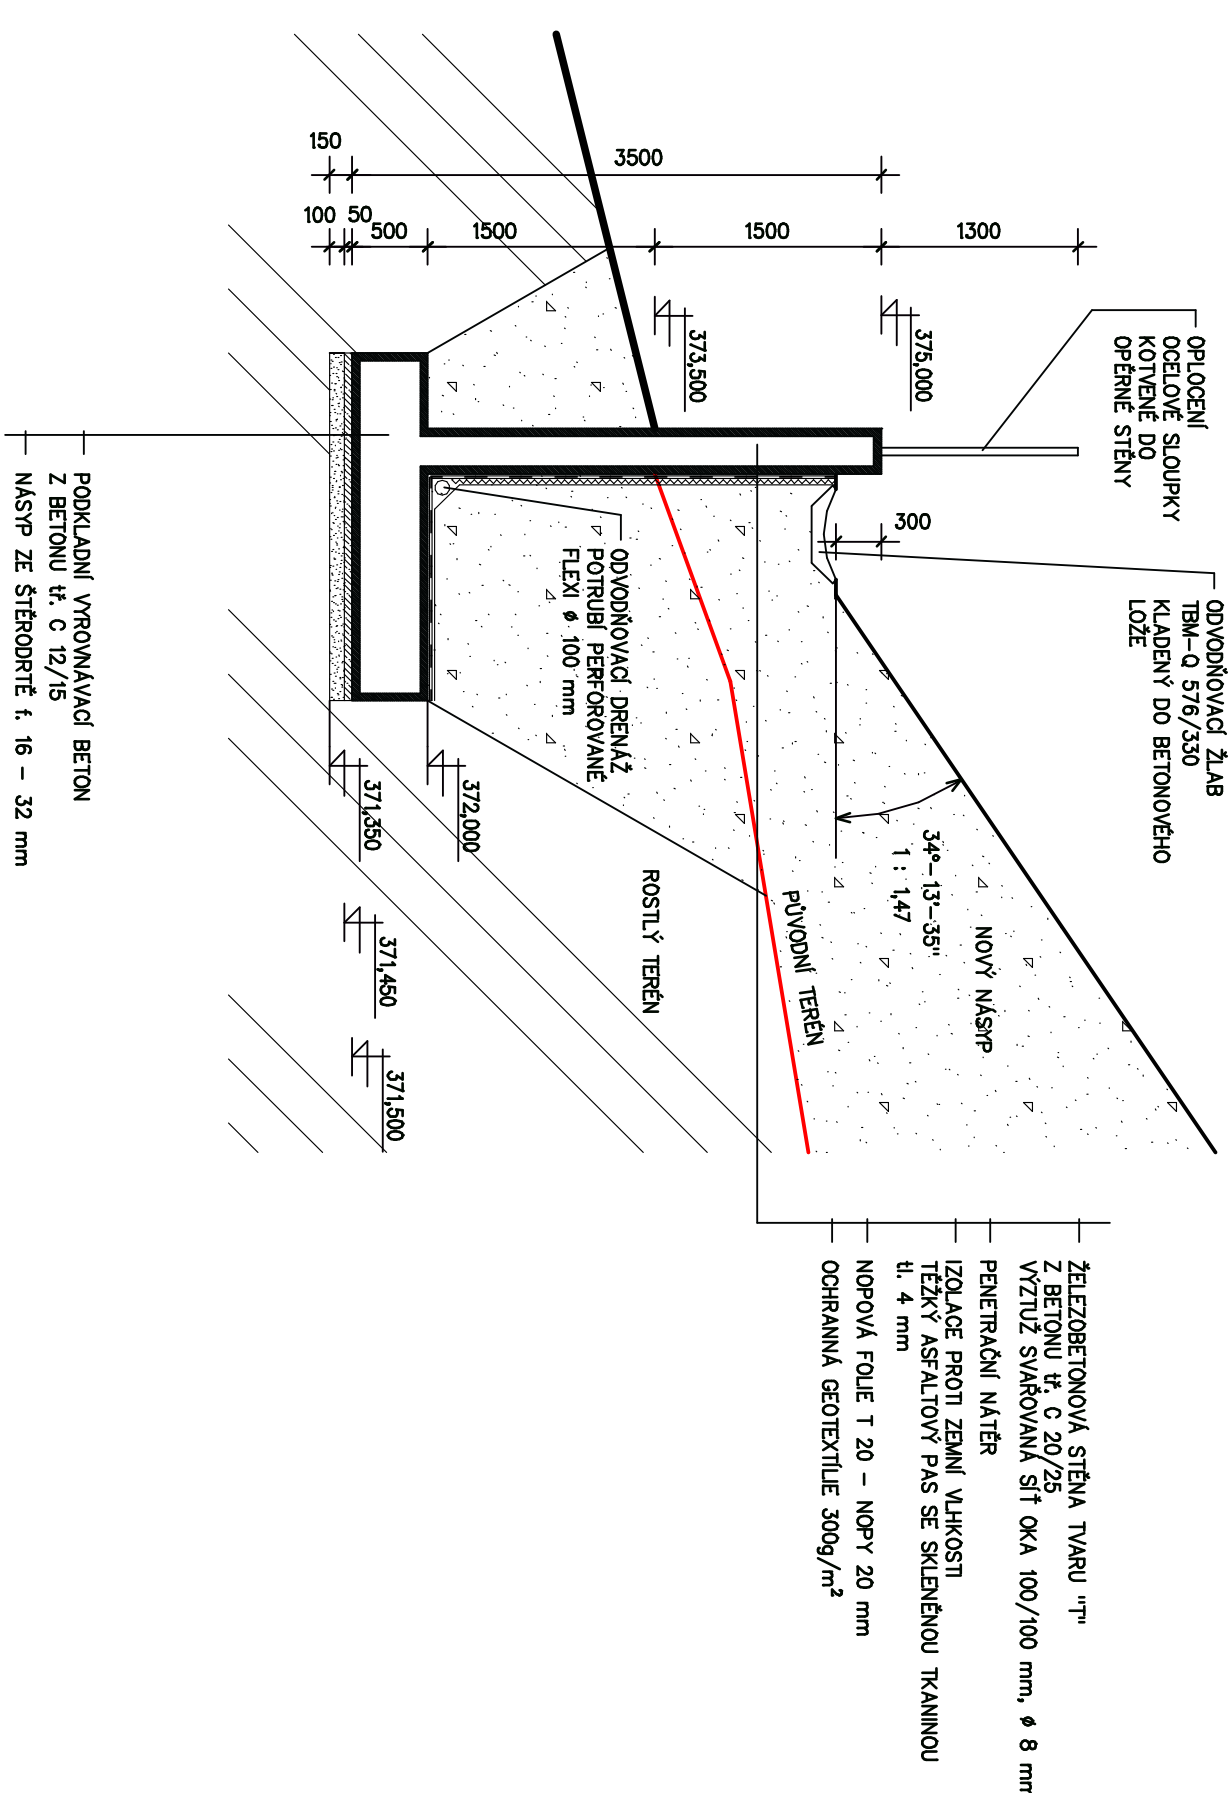 OPLOCENÍ
OCELOVÉ SLOUPKY
KOTVENÉ DO
OPĚRNÉ STĚNY
ODVODŇOVACÍ ŽLAB
TBM-Q 576/330
KLADENÝ DO BETONOVÉHO
LOŽE
1300
1500
1500
500
50
100
3500
150
300
375,000
373,500
372,000
371,350
371,450
371,500
34°-13'-35"
1 : 1,47
NOVÝ NÁSYP
PŮVODNÍ TERÉN
ROSTLÝ TERÉN
ODVODŇOVACÍ DRENÁŽ
POTRUBÍ PERFOROVANÉ
FLEXI ø 100 mm
ŽELEZOBETONOVÁ STĚNA TVARU "T"
Z BETONU tř. C 20/25
VÝZTUŽ SVAŘOVANÁ SÍŤ OKA 100/100 mm, ø 8 mm
PENETRAČNÍ NÁTĚR
IZOLACE PROTI ZEMNÍ VLHKOSTI
TĚŽKÝ ASFALTOVÝ PAS SE SKLENĚNOU TKANINOU
tl. 4 mm
NOPOVÁ FOLIE T 20 - NOPY 20 mm
OCHRANNÁ GEOTEXTÍLIE 300g/m²
PODKLADNÍ VYROVNÁVACÍ BETON
Z BETONU tř. C 12/15
NÁSYP ZE ŠTĚRODRTĚ f. 16 - 32 mm